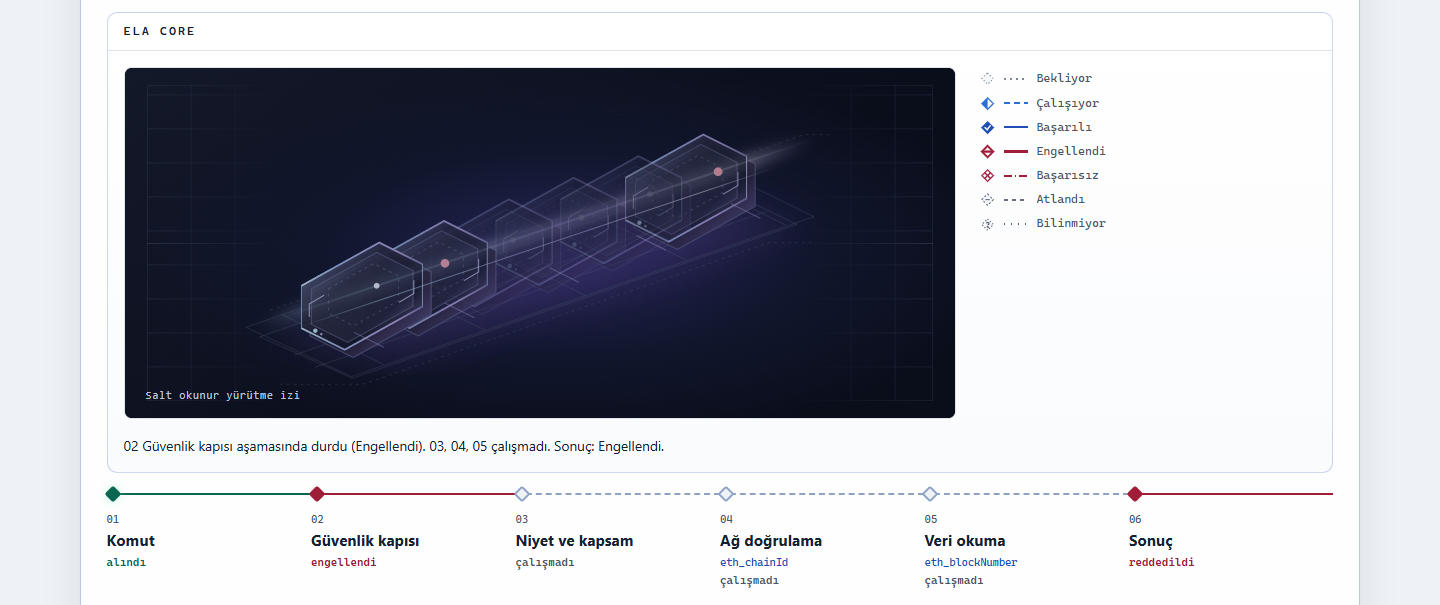 ELA CORE
Bekliyor
Çalışıyor
Başarılı
Engellendi
Başarısız
Atlandı
Bilinmiyor
Salt okunur yürütme izi
02 Güvenlik kapısı aşamasında durdu (Engellendi). 03, 04, 05 çalışmadı. Sonuç: Engellendi.
01 02 03 04 05 06
Komut Güvenlik kapısı Niyet ve kapsam Ağ doğrulama Veri okuma Sonuç
alındı engellendi çalışmadı eth_chainId eth_blockNumber reddedildi
çalışmadı çalışmadı